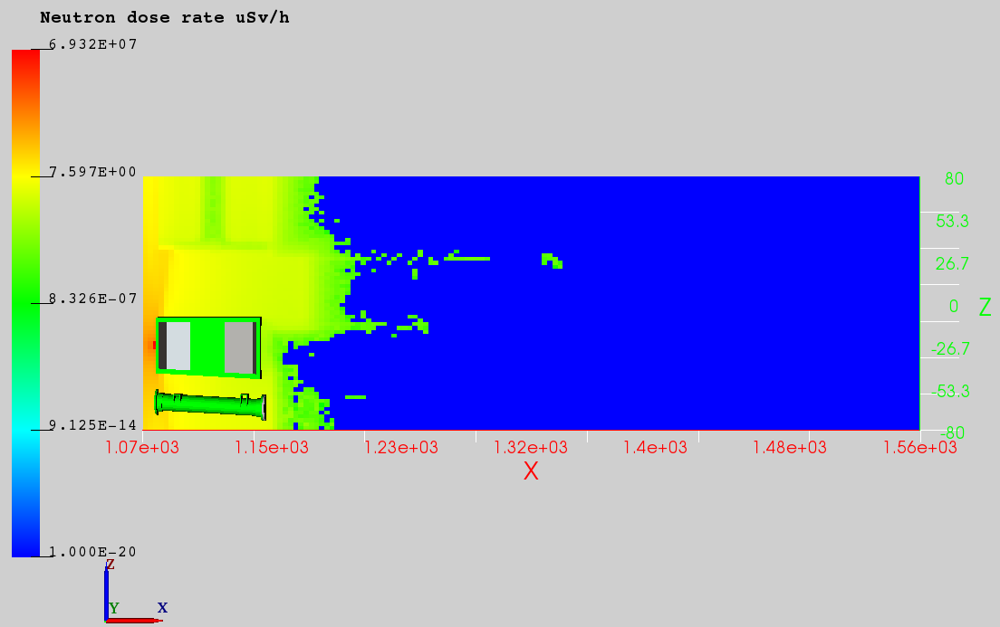 Neutron dose rate uSv/h
6.932E+07
7.597E+00
8.326E-07
9.125E-14
1.000E-20
80
53.3
26.7
0
-26.7
-53.3
-80
Z
1.07e+03 1.15e+03 1.23e+03 1.32e+03 1.4e+03 1.48e+03 1.56e+03
X
Z
Y X